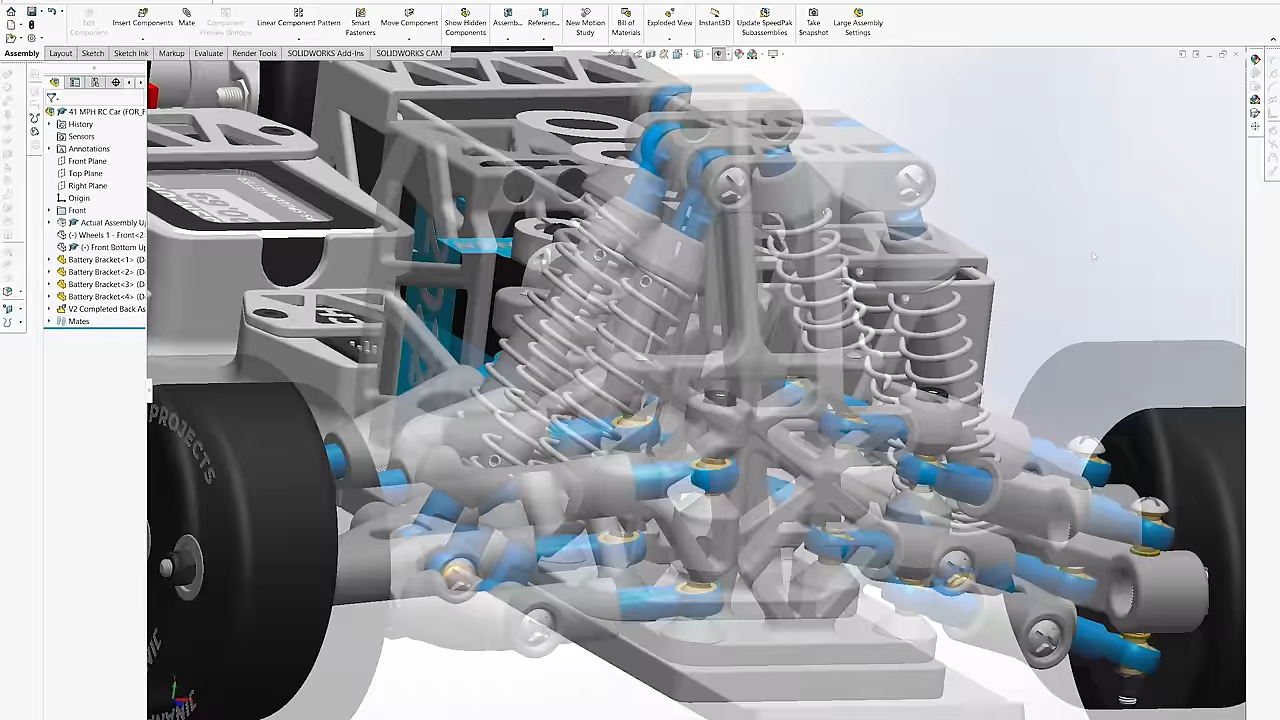 Edit Component
Insert Components
Mate
Component Preview Window
Linear Component Pattern
Smart Fasteners
Move Component
Show Hidden Components
Assemb...
Referenc...
New Motion Study
Bill of Materials
Exploded View
Instant3D
Update SpeedPak Subassemblies
Take Snapshot
Large Assembly Settings
Assembly
Layout
Sketch
Sketch Ink
Markup
Evaluate
Render Tools
SOLIDWORKS Add-Ins
SOLIDWORKS CAM
41 MPH RC Car (FOR_F
History
Sensors
Annotations
Front Plane
Top Plane
Right Plane
Origin
Front
Actual Assembly U
(-) Wheels 1 - Front<2
(-) Front Bottom U
Battery Bracket<1> (D
Battery Bracket<2> (D
Battery Bracket<3> (D
Battery Bracket<4> (D
V2 Completed Back As
Mates
PROJECTS